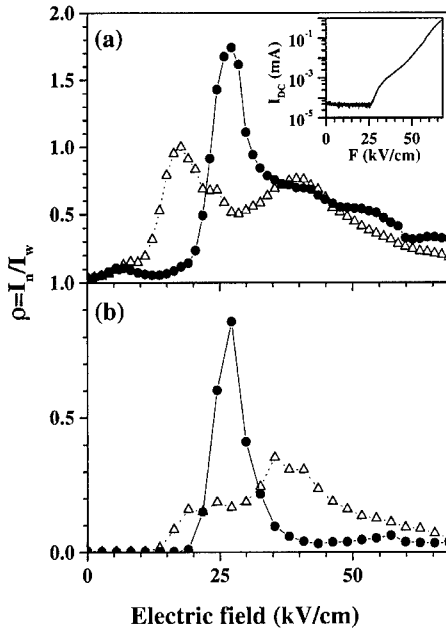 2.0
(a)
1.5
1.0
0.5
1.0
I_DC (mA)
10^-1
10^-3
10^-5
0 25 50
F (kV/cm)
ρ=I_n/I_w
(b)
0.5
0.0
0 25 50
Electric field (kV/cm)